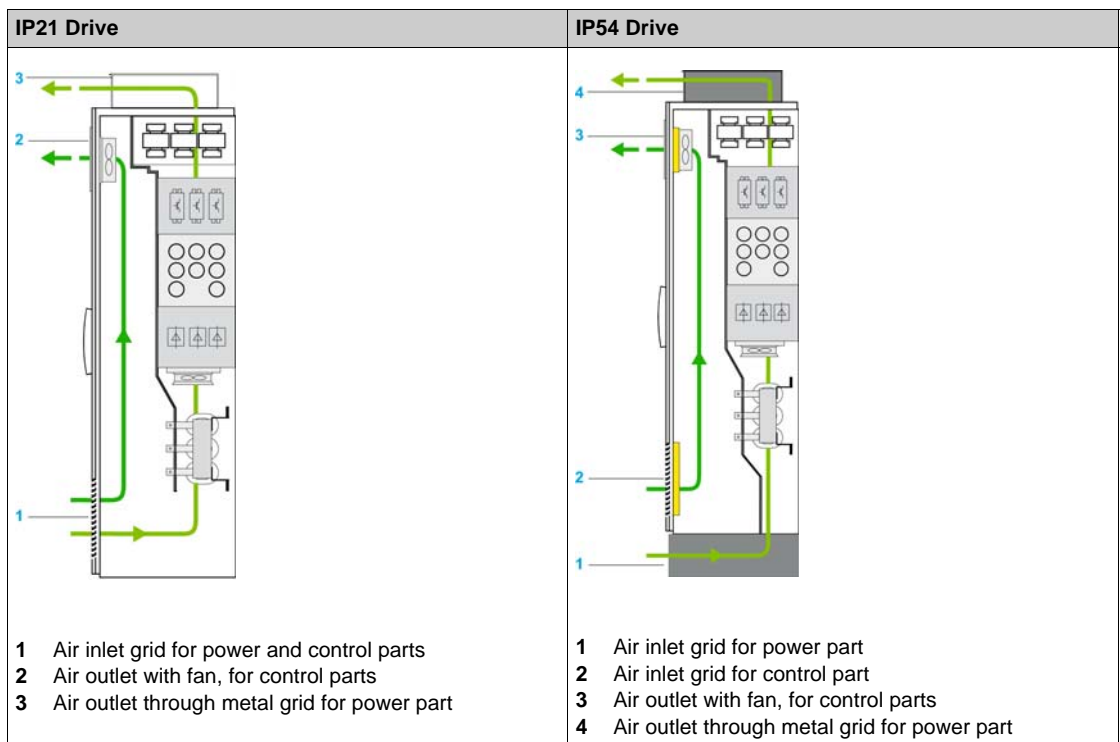 IP21 Drive
IP54 Drive
3
2
1
4
3
2
1
1 Air inlet grid for power and control parts
2 Air outlet with fan, for control parts
3 Air outlet through metal grid for power part
1 Air inlet grid for power part
2 Air inlet grid for control part
3 Air outlet with fan, for control parts
4 Air outlet through metal grid for power part